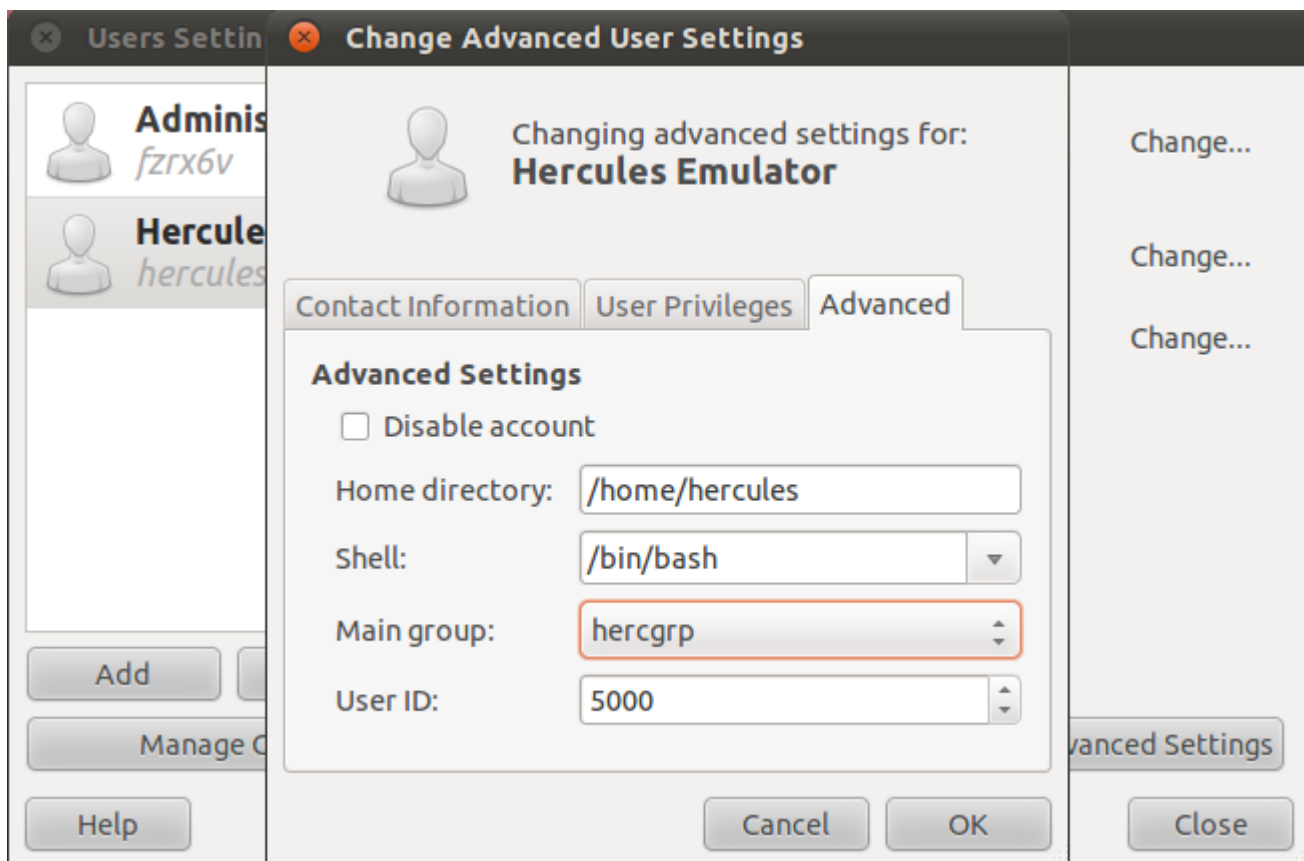 Users Settin
Change Advanced User Settings
Adminis
fzrx6v
Hercule
hercules
Changing advanced settings for:
Hercules Emulator
Change...
Change...
Change...
Contact Information
User Privileges
Advanced
Advanced Settings
Disable account
Home directory:
/home/hercules
Shell:
/bin/bash
Main group:
hercgrp
User ID:
5000
Add
Manage
vanced Settings
Help
Cancel
OK
Close